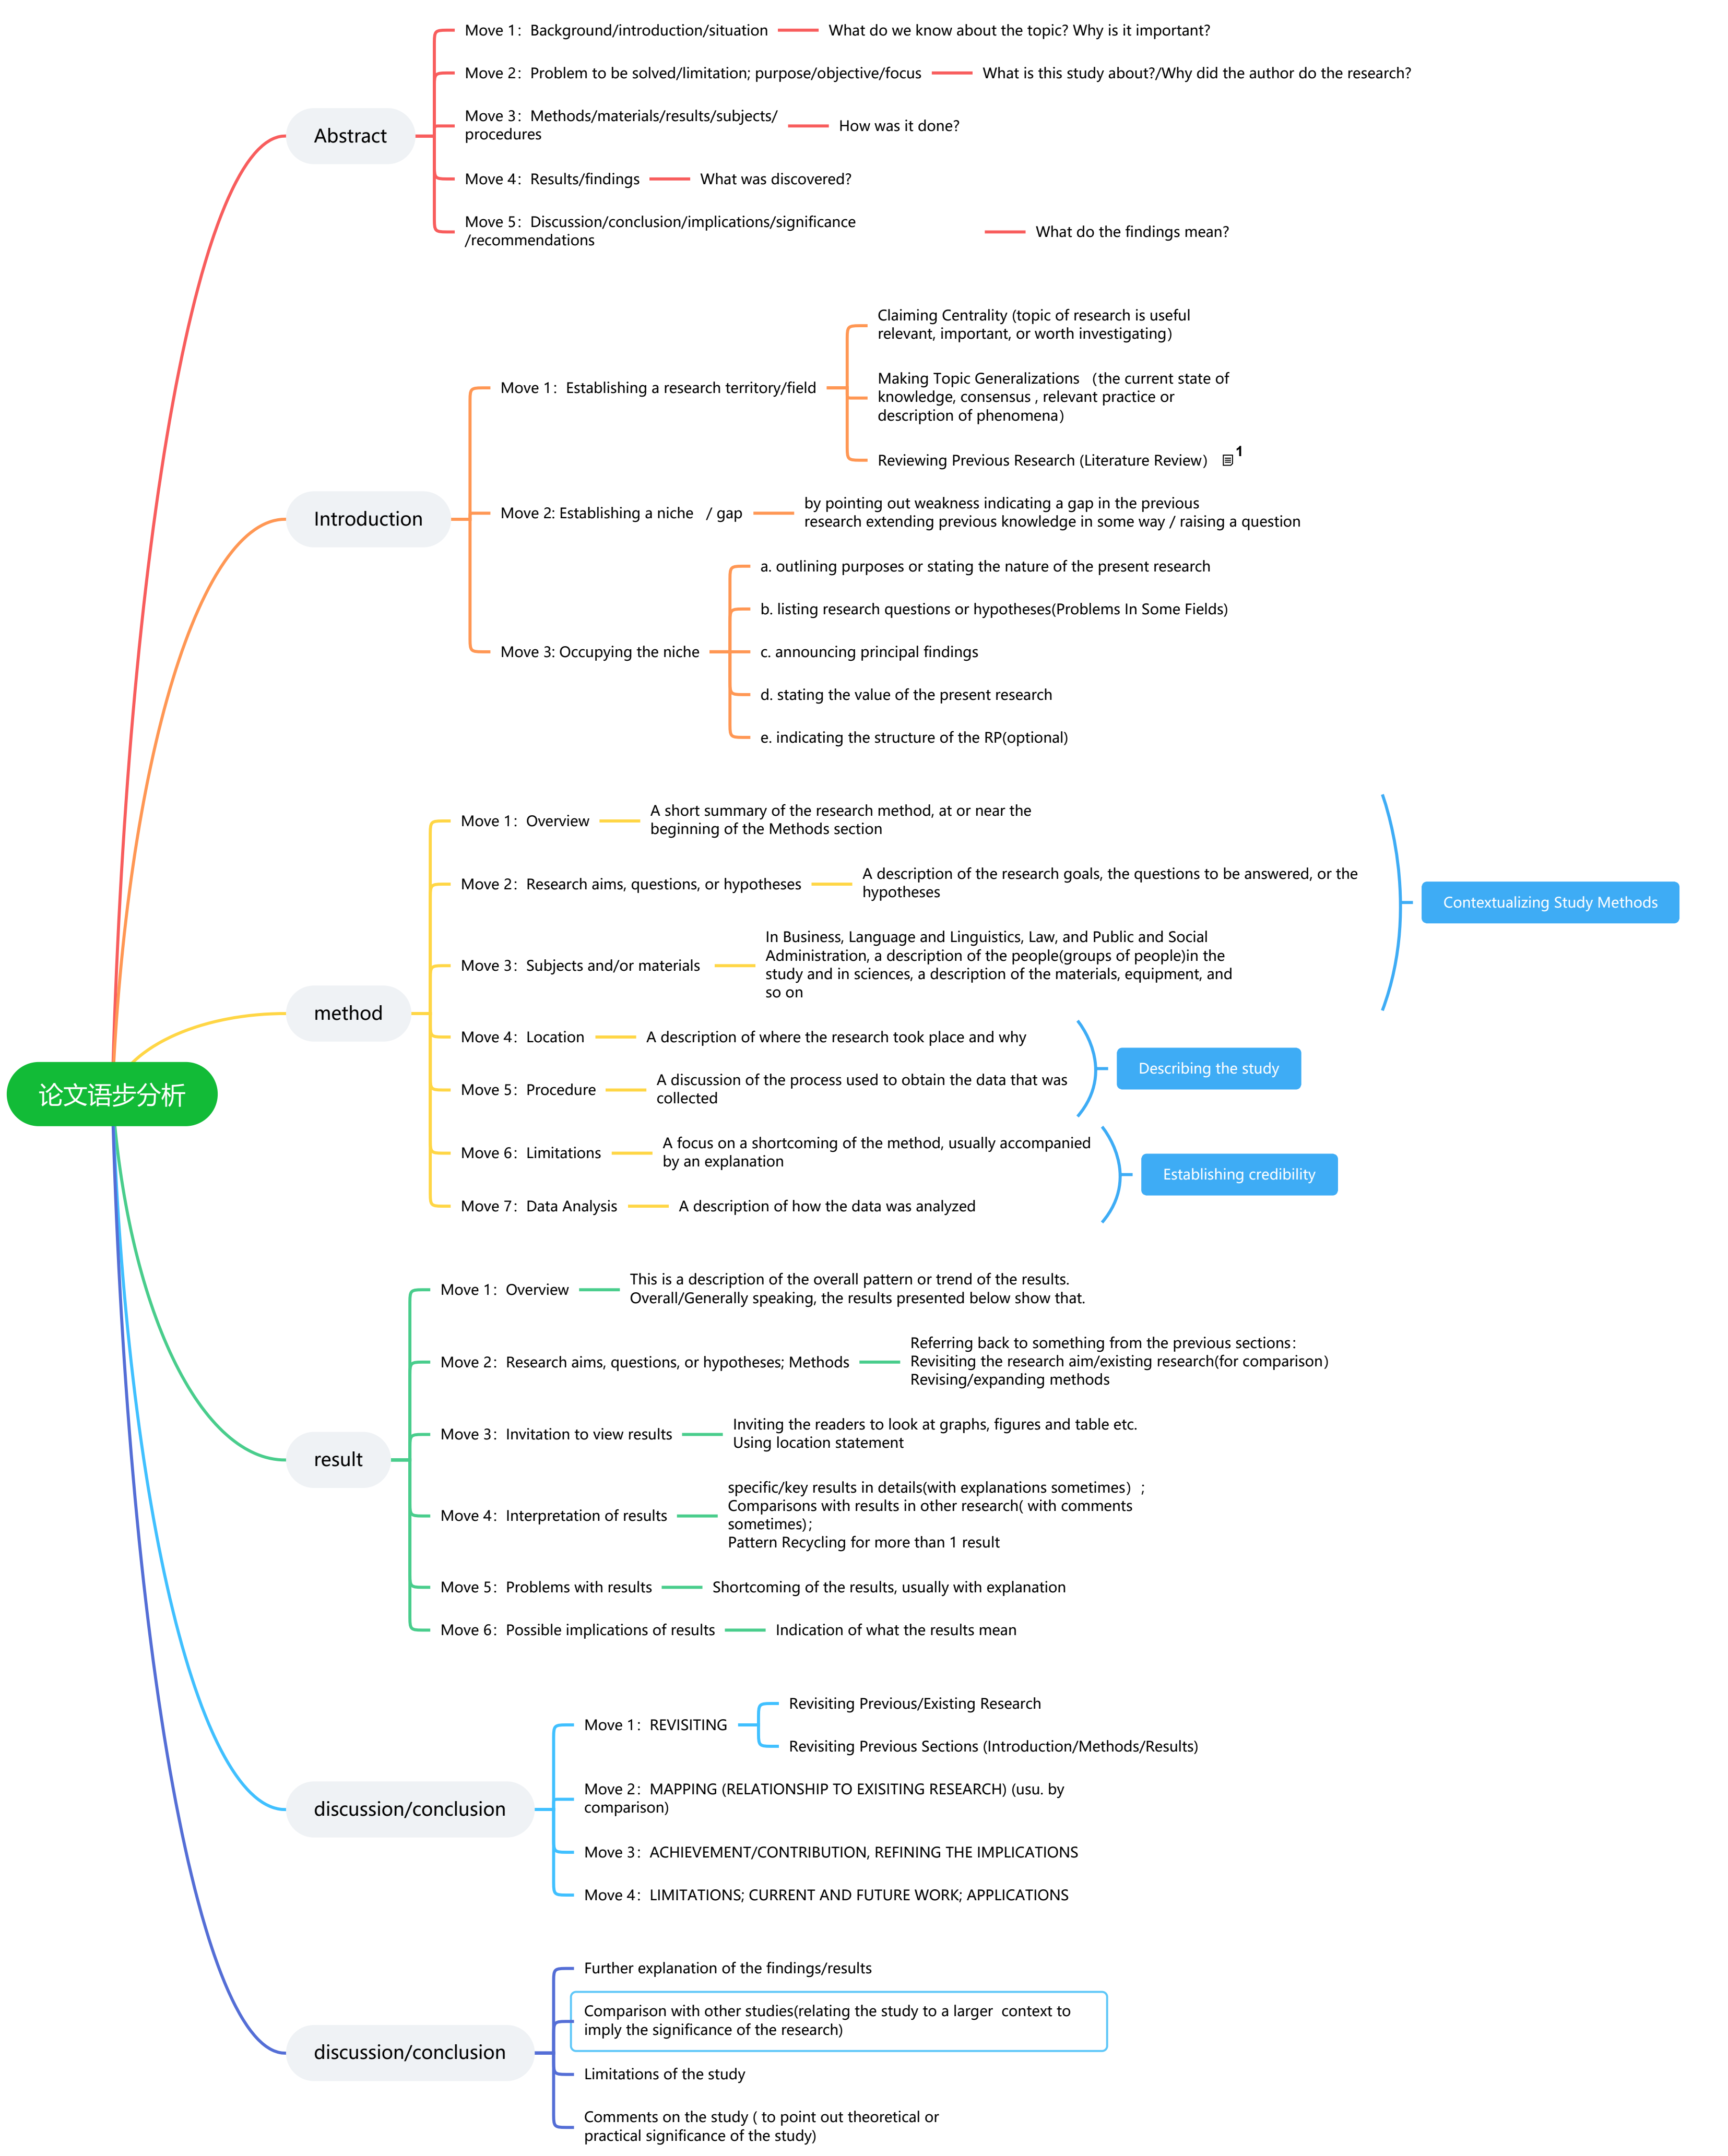 论文语步分析
Abstract
Move 1：Background/introduction/situation
What do we know about the topic? Why is it important?
Move 2：Problem to be solved/limitation; purpose/objective/focus
What is this study about?/Why did the author do the research?
Move 3：Methods/materials/results/subjects/
procedures
How was it done?
Move 4：Results/findings
What was discovered?
Move 5：Discussion/conclusion/implications/significance
/recommendations
What do the findings mean?
Introduction
Move 1：Establishing a research territory/field
Claiming Centrality (topic of research is useful
relevant, important, or worth investigating）
Making Topic Generalizations （the current state of
knowledge, consensus , relevant practice or
description of phenomena）
Reviewing Previous Research (Literature Review） 1
Move 2: Establishing a niche / gap
by pointing out weakness indicating a gap in the previous
research extending previous knowledge in some way / raising a question
Move 3: Occupying the niche
a. outlining purposes or stating the nature of the present research
b. listing research questions or hypotheses(Problems In Some Fields)
c. announcing principal findings
d. stating the value of the present research
e. indicating the structure of the RP(optional)
method
Move 1：Overview
A short summary of the research method, at or near the
beginning of the Methods section
Move 2：Research aims, questions, or hypotheses
A description of the research goals, the questions to be answered, or the
hypotheses
Move 3：Subjects and/or materials
In Business, Language and Linguistics, Law, and Public and Social
Administration, a description of the people(groups of people)in the
study and in sciences, a description of the materials, equipment, and
so on
Contextualizing Study Methods
Move 4：Location
A description of where the research took place and why
Move 5：Procedure
A discussion of the process used to obtain the data that was
collected
Describing the study
Move 6：Limitations
A focus on a shortcoming of the method, usually accompanied
by an explanation
Move 7：Data Analysis
A description of how the data was analyzed
Establishing credibility
result
Move 1：Overview
This is a description of the overall pattern or trend of the results.
Overall/Generally speaking, the results presented below show that.
Move 2：Research aims, questions, or hypotheses; Methods
Referring back to something from the previous sections：
Revisiting the research aim/existing research(for comparison）
Revising/expanding methods
Move 3：Invitation to view results
Inviting the readers to look at graphs, figures and table etc.
Using location statement
Move 4：Interpretation of results
specific/key results in details(with explanations sometimes）；
Comparisons with results in other research( with comments
sometimes)；
Pattern Recycling for more than 1 result
Move 5：Problems with results
Shortcoming of the results, usually with explanation
Move 6：Possible implications of results
Indication of what the results mean
discussion/conclusion
Move 1：REVISITING
Revisiting Previous/Existing Research
Revisiting Previous Sections (Introduction/Methods/Results)
Move 2：MAPPING (RELATIONSHIP TO EXISITING RESEARCH) (usu. by
comparison)
Move 3：ACHIEVEMENT/CONTRIBUTION, REFINING THE IMPLICATIONS
Move 4：LIMITATIONS; CURRENT AND FUTURE WORK; APPLICATIONS
discussion/conclusion
Further explanation of the findings/results
Comparison with other studies(relating the study to a larger context to
imply the significance of the research)
Limitations of the study
Comments on the study ( to point out theoretical or
practical significance of the study)